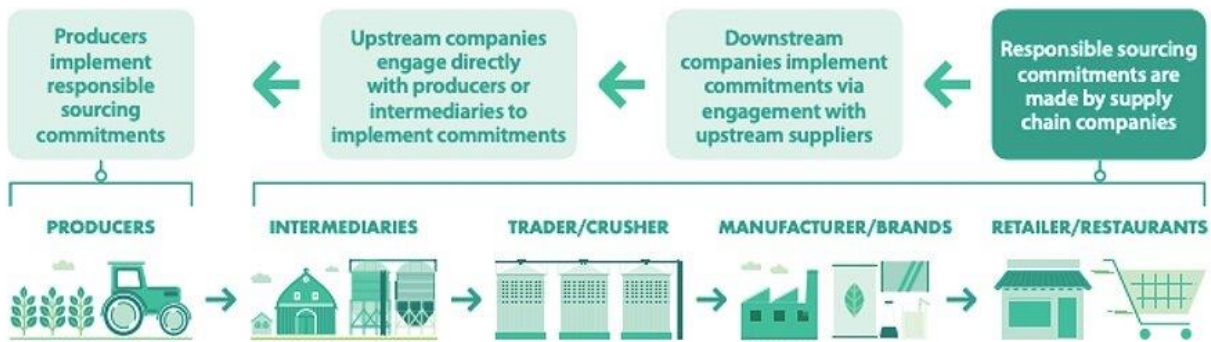 Producers
implement
responsible
sourcing
commitments
Upstream companies
engage directly
with producers or
intermediaries to
implement commitments
Downstream
companies implement
commitments via
engagement with
upstream suppliers
Responsible sourcing
commitments are
made by supply
chain companies
PRODUCERS
INTERMEDIARIES
TRADER/CRUSHER
MANUFACTURER/BRANDS
RETAILER/RESTAURANTS